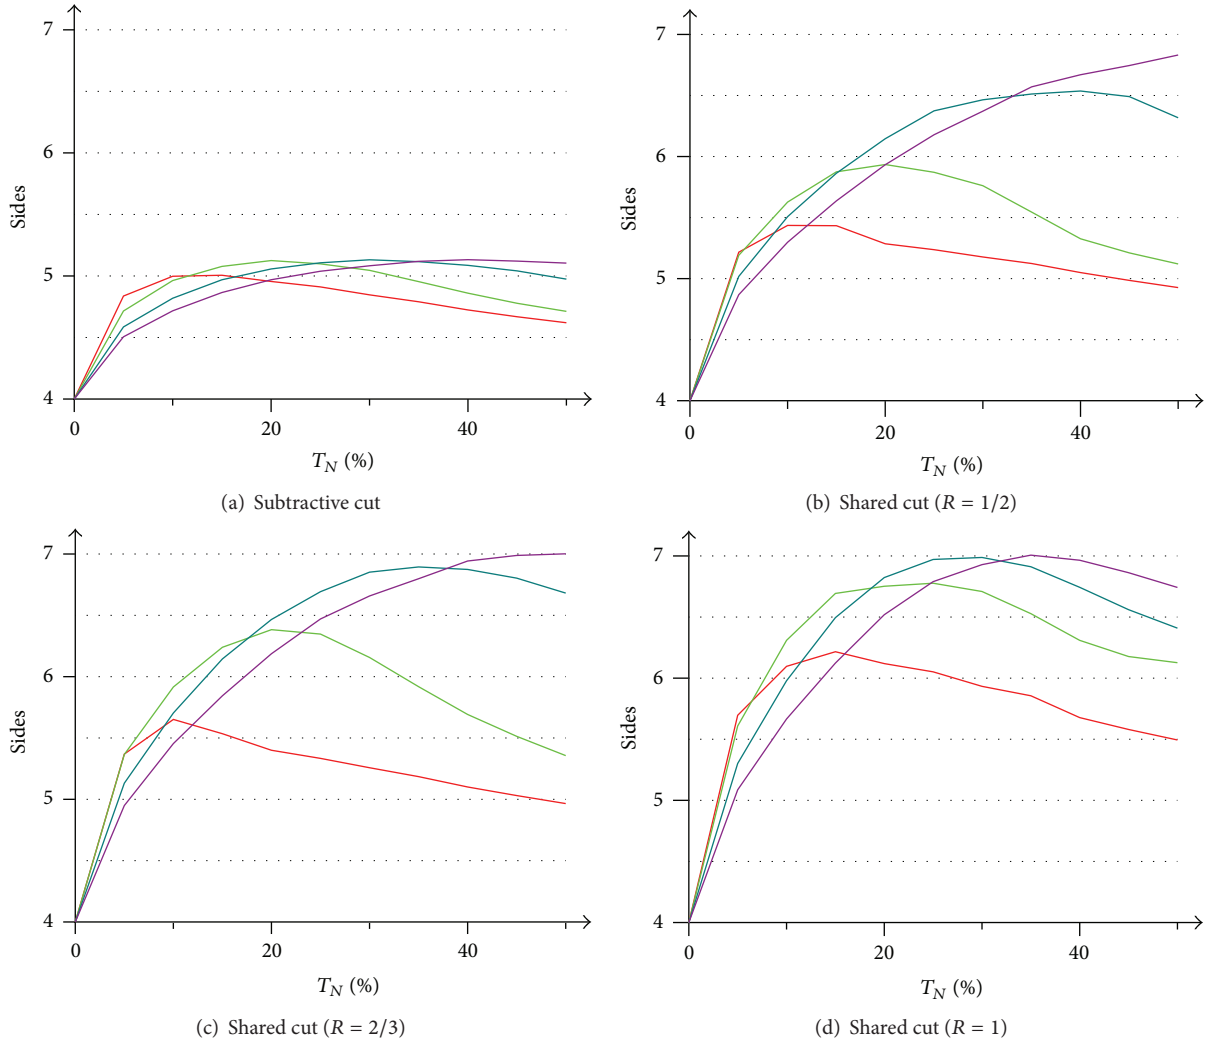 7
6
Sides
5
4
0
20
40
T_N (%)
(a) Subtractive cut
7
6
Sides
5
4
0
20
40
T_N (%)
(b) Shared cut (R = 1/2)
7
6
Sides
5
4
0
20
40
T_N (%)
(c) Shared cut (R = 2/3)
7
6
Sides
5
4
0
20
40
T_N (%)
(d) Shared cut (R = 1)